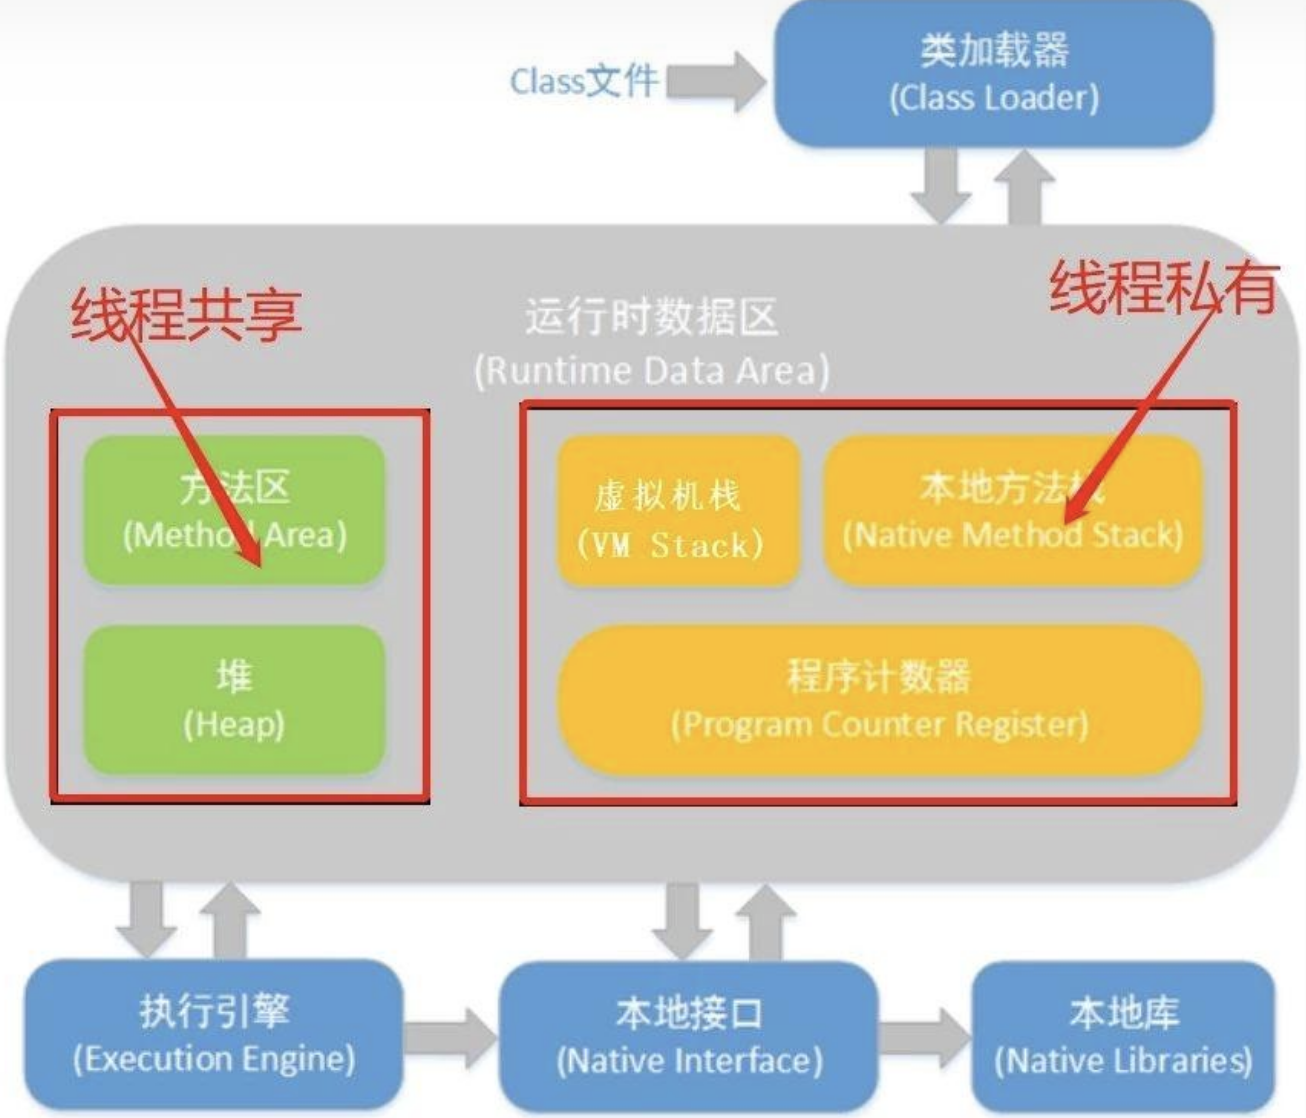 类加载器
(Class Loader)
Class文件
线程共享
线程私有
运行时数据区
(Runtime Data Area)
方法区
(Method Area)
虚拟机栈
(VM Stack)
本地方法栈
(Native Method Stack)
堆
(Heap)
程序计数器
(Program Counter Register)
执行引擎
(Execution Engine)
本地接口
(Native Interface)
本地库
(Native Libraries)